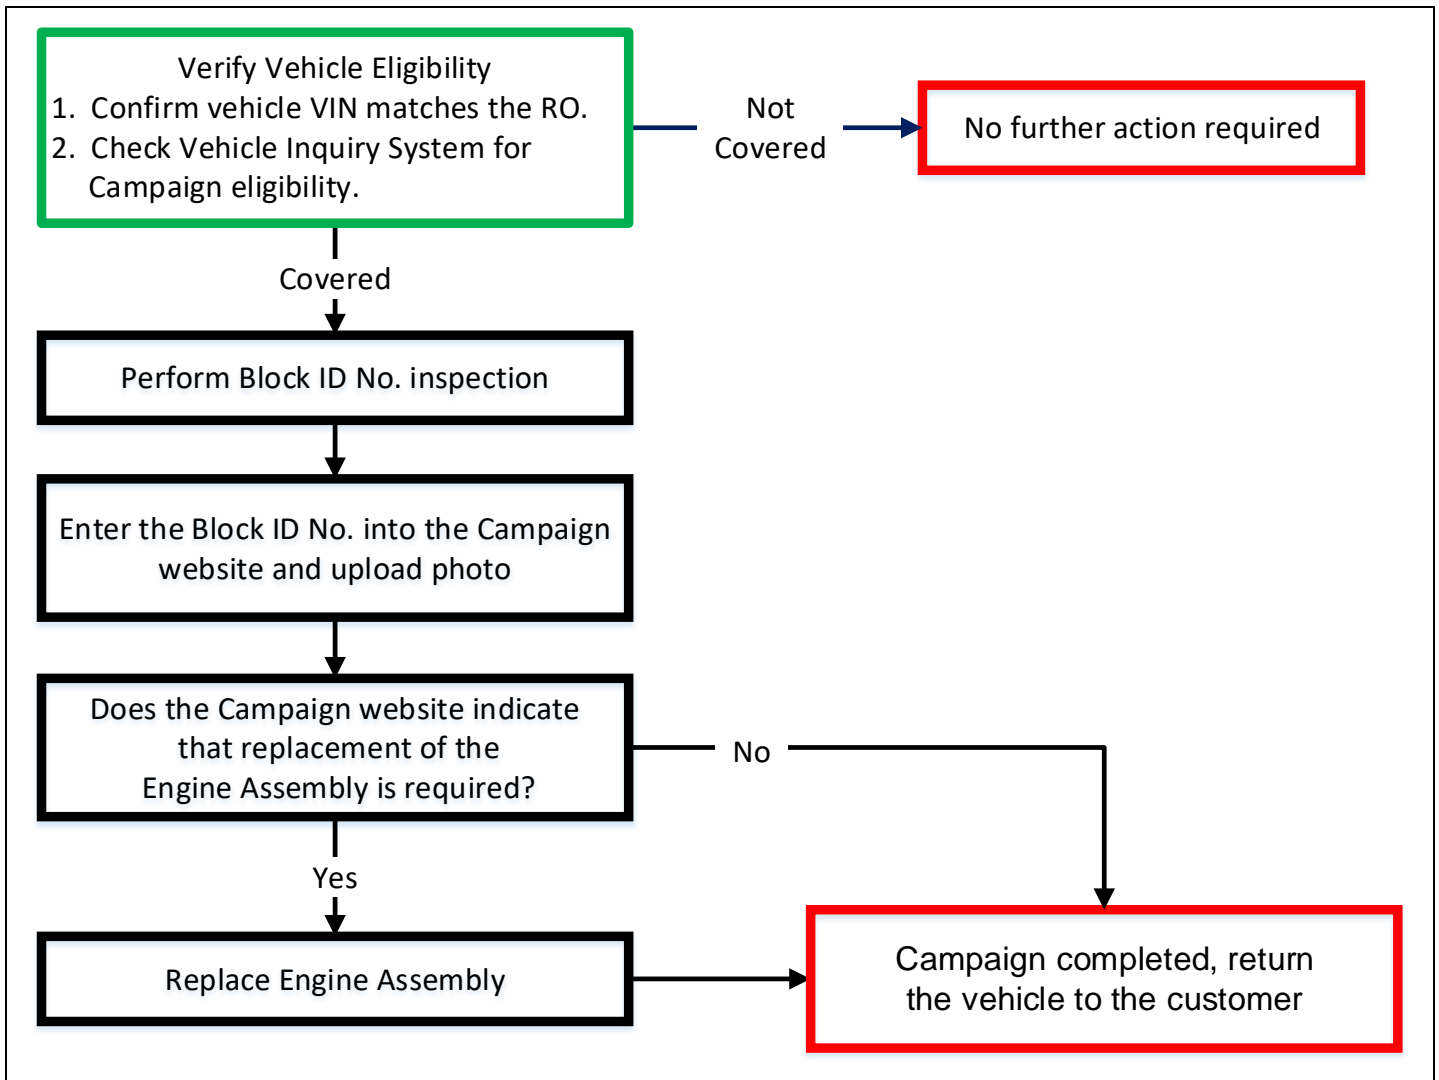 Verify Vehicle Eligibility
1. Confirm vehicle VIN matches the RO.
2. Check Vehicle Inquiry System for
Campaign eligibility.
Not
Covered
No further action required
Covered
Perform Block ID No. inspection
Enter the Block ID No. into the Campaign
website and upload photo
Does the Campaign website indicate
that replacement of the
Engine Assembly is required?
No
Yes
Replace Engine Assembly
Campaign completed, return
the vehicle to the customer